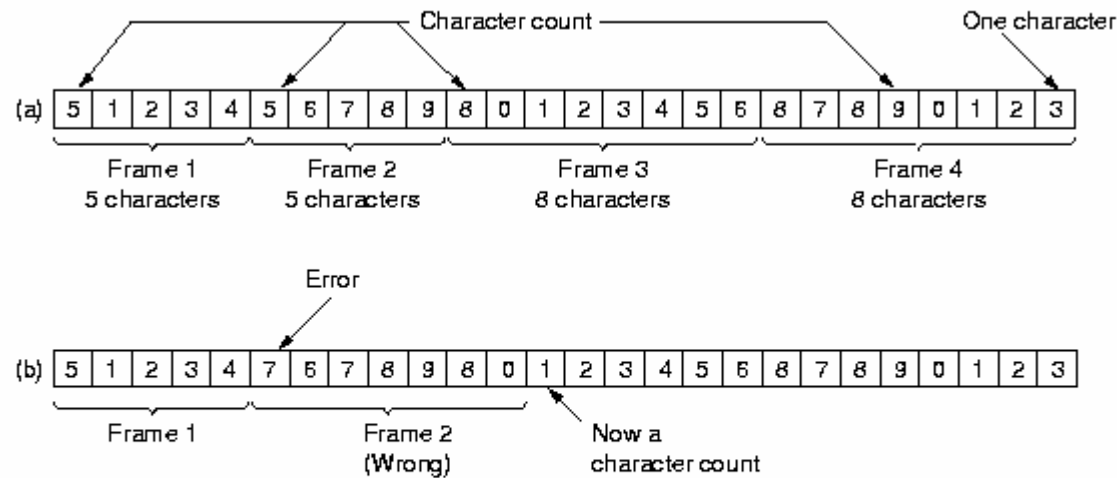 Character count One character
(a) 5 1 2 3 4 5 6 7 8 9 8 0 1 2 3 4 5 6 8 7 8 9 0 1 2 3
Frame 1 Frame 2 Frame 3 Frame 4
5 characters 5 characters 8 characters 8 characters
Error
(b) 5 1 2 3 4 7 6 7 8 9 8 0 1 2 3 4 5 6 8 7 8 9 0 1 2 3
Frame 1 Frame 2 Now a
(Wrong) character count